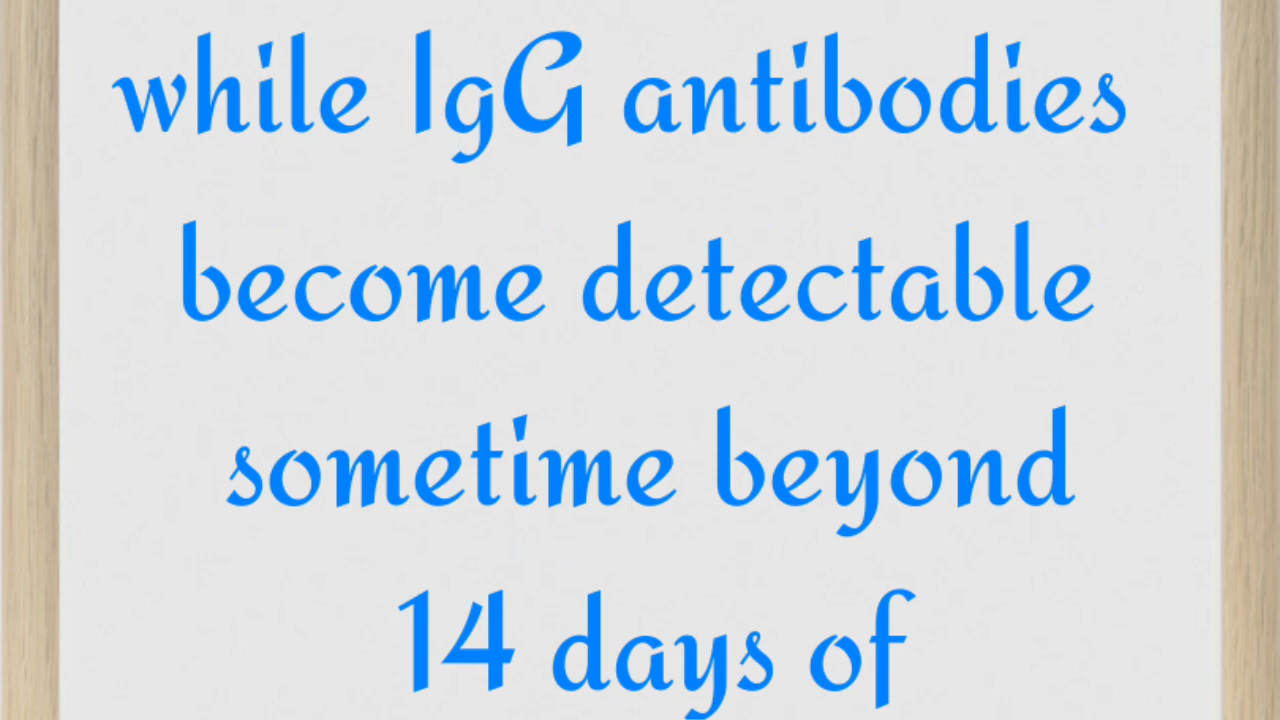 while IgG antibodies
become detectable
sometime beyond
14 days of